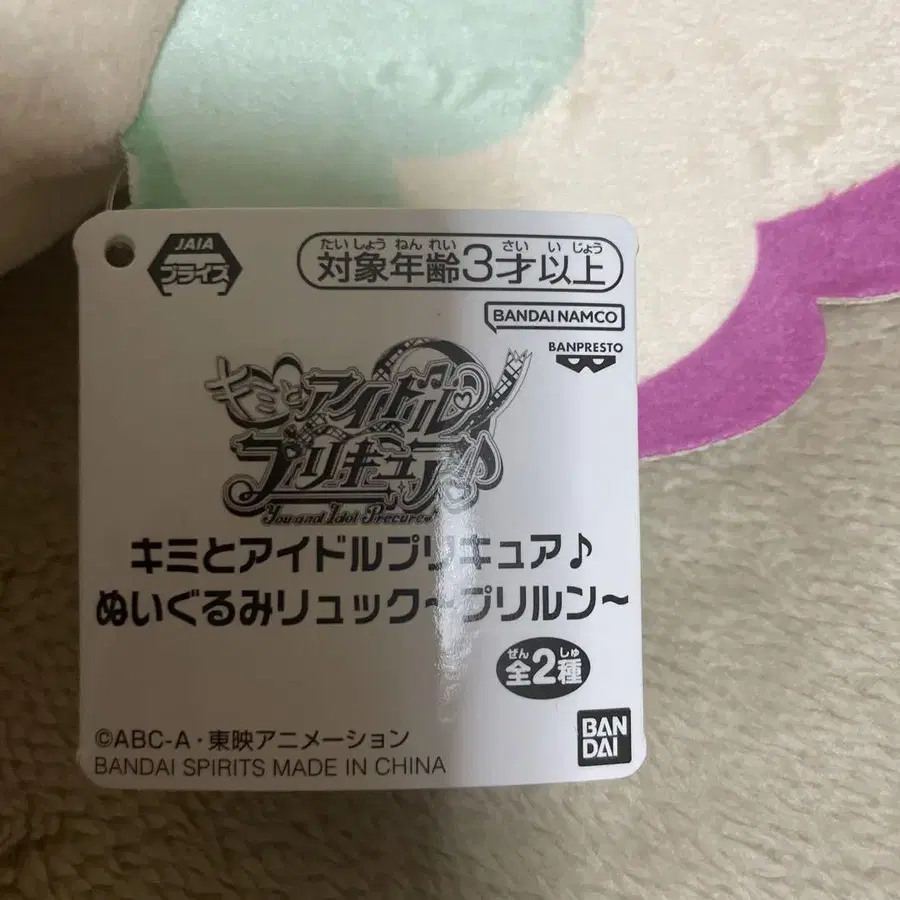 JAIA
プライズ
たいしょうねんれい さい い じょう
対象年齢3才以上
BANDAI NAMCO
BANPRESTO
キミとアイドル
プリキュア♪
You and Idol Precure♪
キミとアイドルプリキュア♪
ぬいぐるみリュック～プリルン～
ぜん しゅ
全2種
©ABC-A・東映アニメーション
BANDAI SPIRITS MADE IN CHINA
BAN
DAI